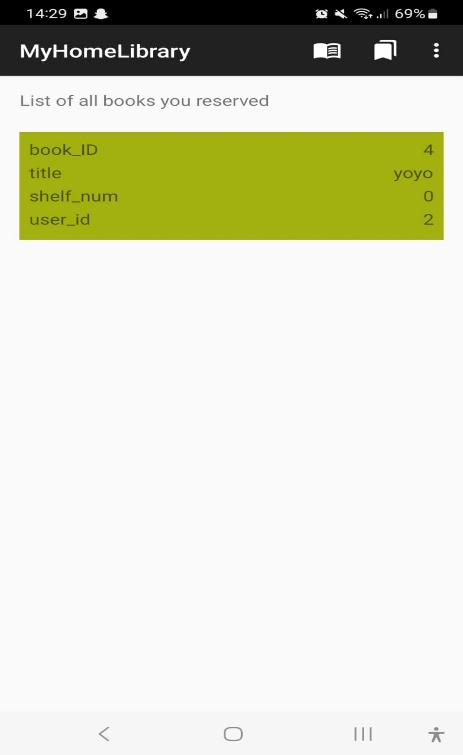 14:29 69%
MyHomeLibrary
List of all books you reserved
book_ID 4
title yoyo
shelf_num 0
user_id 2